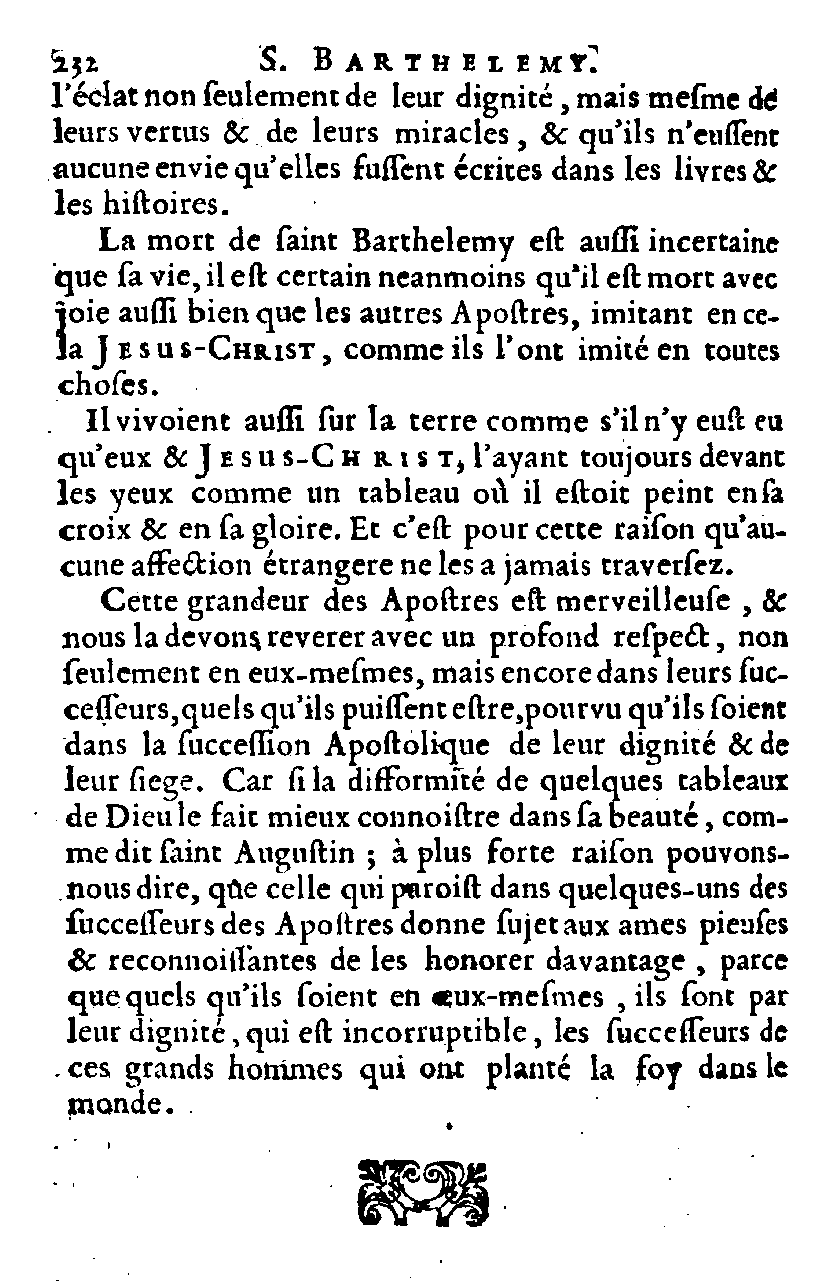 232 S. BARTHELEMY.
l'éclat non ſeulement de leur dignité, mais meſme de
leurs vertus & de leurs miracles, & qu'ils n'euſſent
aucune envie qu'elles fuſſent écrites dans les livres &
les hiſtoires.
La mort de ſaint Barthelemy eſt auſſi incertaine
que ſa vie, il eſt certain neanmoins qu'il eſt mort avec
joie auſſi bien que les autres Apoſtres, imitant en ce-
la JESUS-CHRIST, comme ils l'ont imité en toutes
choſes.
Il vivoient auſſi ſur la terre comme s'il n'y euſt eu
qu'eux & JESUS-CHRIST, l'ayant toujours devant
les yeux comme un tableau où il eſtoit peint en ſa
croix & en ſa gloire. Et c'eſt pour cette raiſon qu'au-
cune affection étrangere ne les a jamais traverſez.
Cette grandeur des Apoſtres eſt merveilleuſe, &
nous la devons reverer avec un profond reſpect, non
ſeulement en eux-meſmes, mais encore dans leurs ſuc-
ceſſeurs, quels qu'ils puiſſent eſtre, pourvu qu'ils ſoient
dans la ſucceſſion Apoſtolique de leur dignité & de
leur ſiege. Car ſi la difformité de quelques tableaux
de Dieu le fait mieux connoiſtre dans ſa beauté, com-
me dit ſaint Auguſtin ; à plus forte raiſon pouvons-
nous dire, que celle qui paroiſt dans quelques-uns des
ſucceſſeurs des Apoſtres donne ſujet aux ames pieuſes
& reconnoiſſantes de les honorer davantage, parce
que quels qu'ils ſoient en eux-meſmes, ils ſont par
leur dignité, qui eſt incorruptible, les ſucceſſeurs de
ces grands hommes qui ont planté la foy dans le
monde.